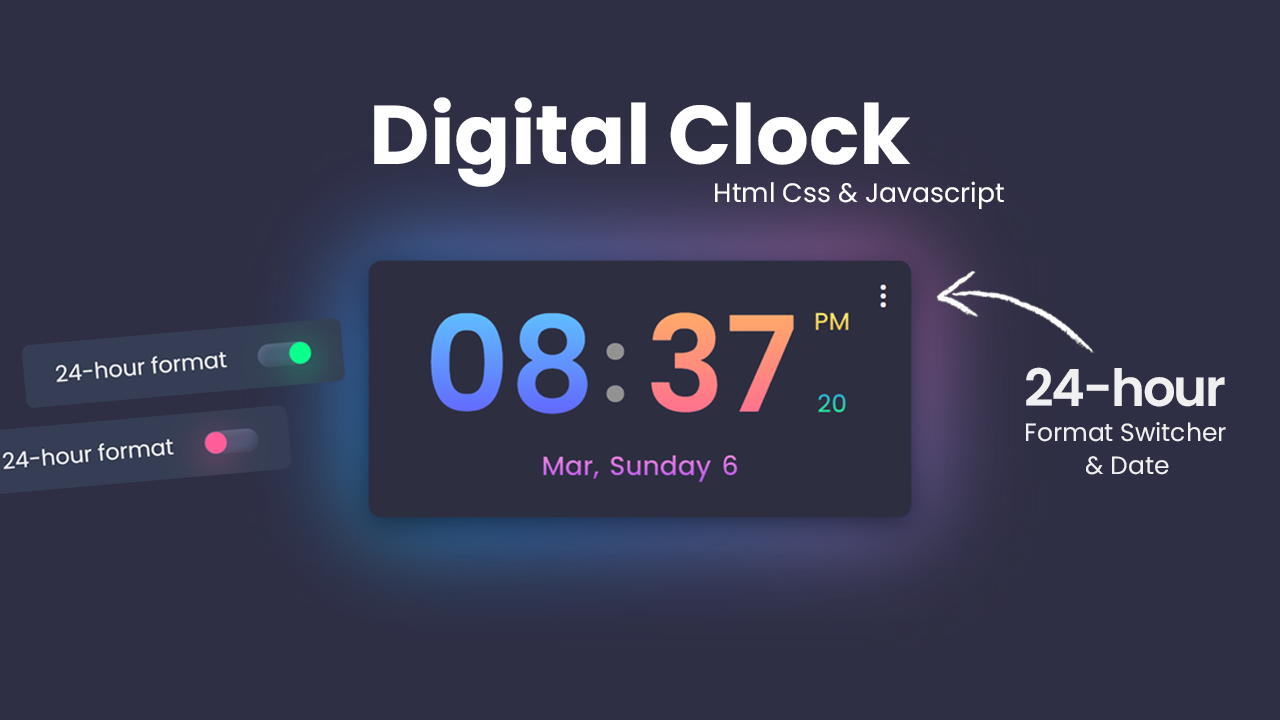 Digital Clock
Html Css & Javascript
08:37
PM
20
Mar, Sunday 6
24-hour format
24-hour format
24-hour
Format Switcher
& Date